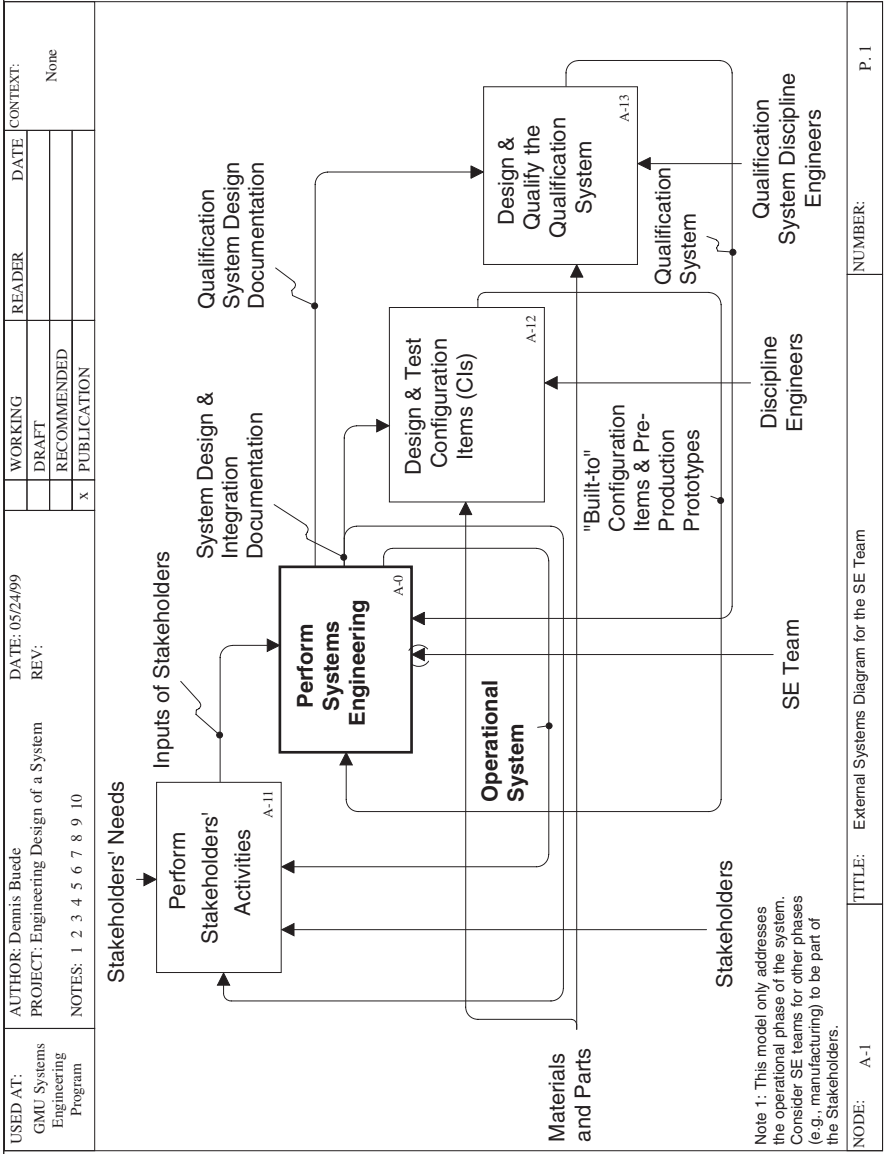 USED AT:
GMU Systems
Engineering
Program
AUTHOR: Dennis Buede
PROJECT: Engineering Design of a System
NOTES: 1 2 3 4 5 6 7 8 9 10
DATE: 05/24/99
REV:
WORKING
DRAFT
RECOMMENDED
x PUBLICATION
READER DATE
CONTEXT:
None
Stakeholders' Needs
Inputs of Stakeholders
Perform
Stakeholders'
Activities
A-11
System Design &
Integration
Documentation
Qualification
System Design
Documentation
Perform
Systems
Engineering
A-0
Design & Test
Configuration
Items (CIs)
A-12
Design &
Qualify the
Qualification
System
A-13
Operational
System
"Built-to"
Configuration
Items & Pre-
Production
Prototypes
Qualification
System
Materials
and Parts
Stakeholders
SE Team
Discipline
Engineers
Qualification
System Discipline
Engineers
Note 1: This model only addresses
the operational phase of the system.
Consider SE teams for other phases
(e.g., manufacturing) to be part of
the Stakeholders.
NODE: A-1
TITLE: External Systems Diagram for the SE Team
NUMBER: P. 1